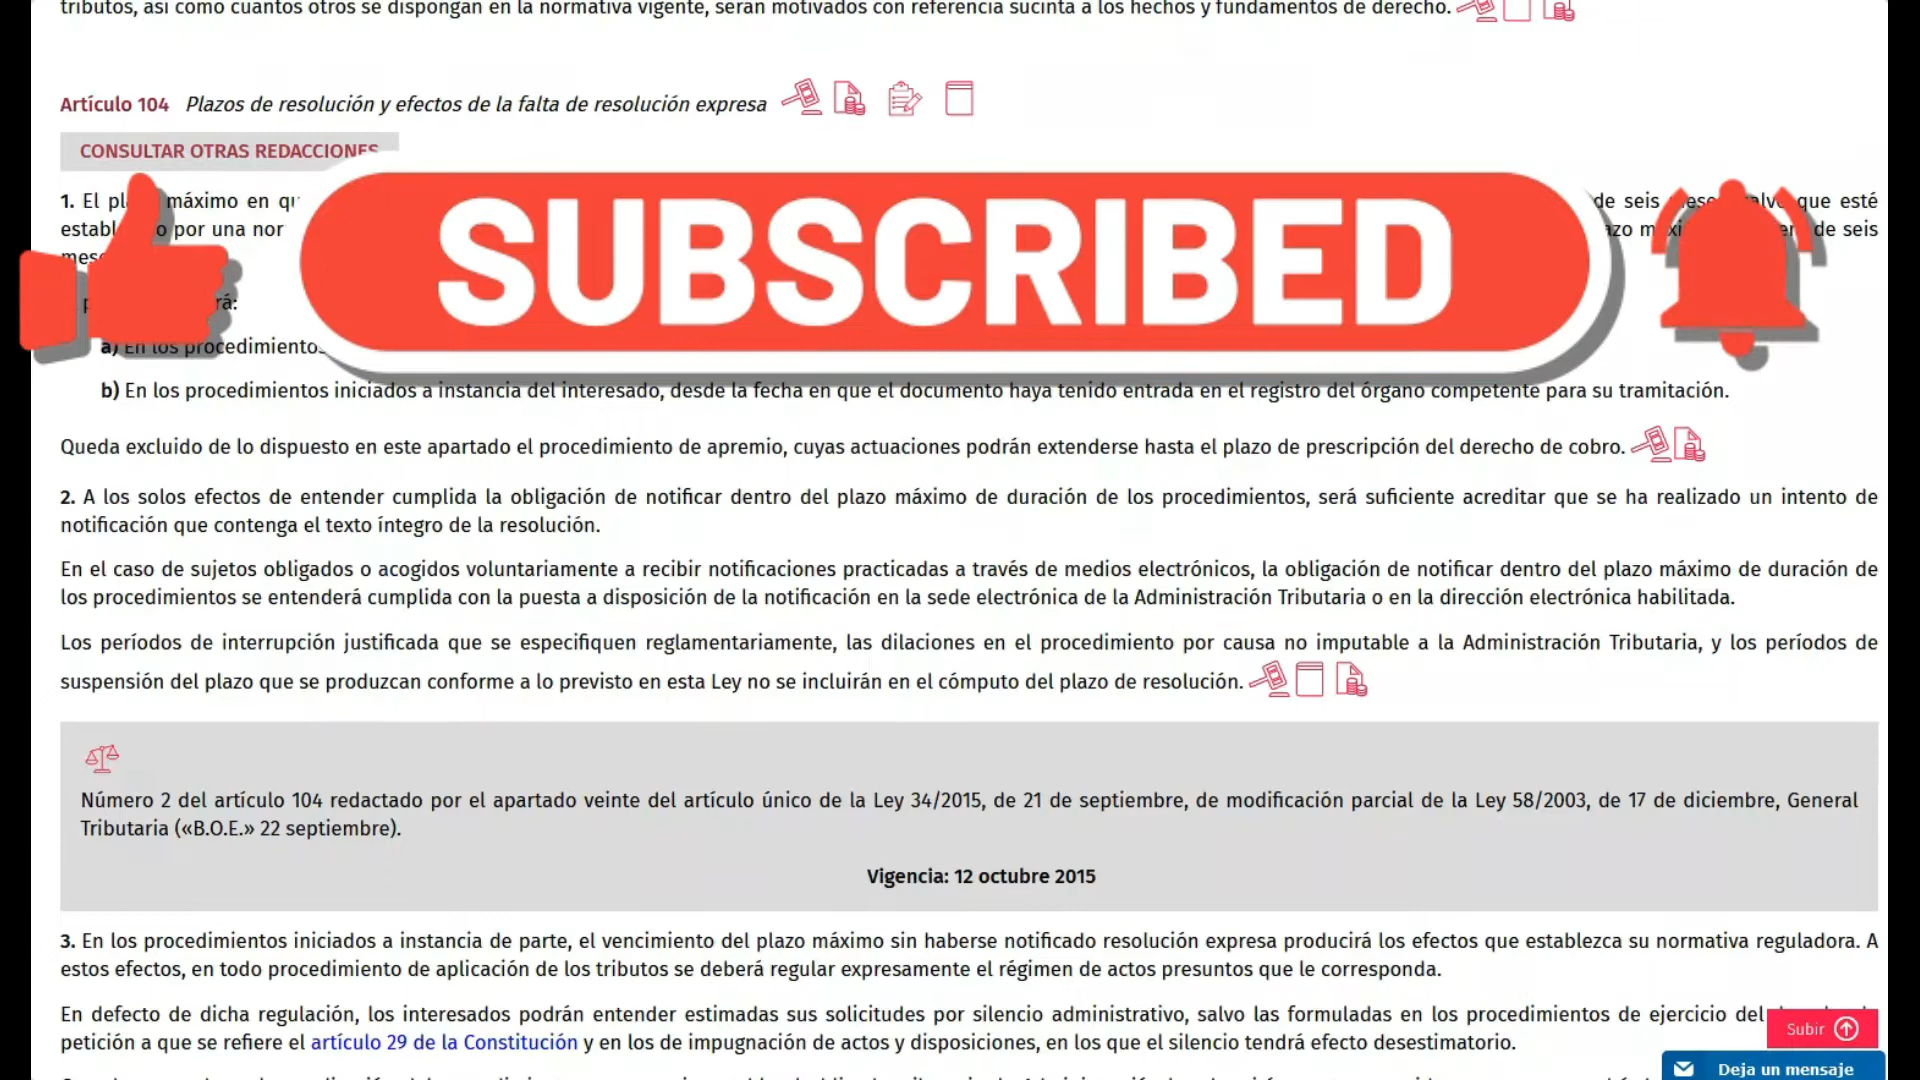 tributos, así como cuantos otros se dispongan en la normativa vigente, serán motivados con referencia sucinta a los hechos y fundamentos de derecho.
Artículo 104 Plazos de resolución y efectos de la falta de resolución expresa
CONSULTAR OTRAS REDACCIONES
1. El máximo en de seis que esté
por una de seis
SUBSCRIBED
a) En los procedimientos
b) En los procedimientos iniciados a instancia del interesado, desde la fecha en que el documento haya tenido entrada en el registro del órgano competente para su tramitación.
Queda excluido de lo dispuesto en este apartado el procedimiento de apremio, cuyas actuaciones podrán extenderse hasta el plazo de prescripción del derecho de cobro.
2. A los solos efectos de entender cumplida la obligación de notificar dentro del plazo máximo de duración de los procedimientos, será suficiente acreditar que se ha realizado un intento de
notificación que contenga el texto íntegro de la resolución.
En el caso de sujetos obligados o acogidos voluntariamente a recibir notificaciones practicadas a través de medios electrónicos, la obligación de notificar dentro del plazo máximo de duración de
los procedimientos se entenderá cumplida con la puesta a disposición de la notificación en la sede electrónica de la Administración Tributaria o en la dirección electrónica habilitada.
Los períodos de interrupción justificada que se especifiquen reglamentariamente, las dilaciones en el procedimiento por causa no imputable a la Administración Tributaria, y los períodos de
suspensión del plazo que se produzcan conforme a lo previsto en esta Ley no se incluirán en el cómputo del plazo de resolución.
Número 2 del artículo 104 redactado por el apartado veinte del artículo único de la Ley 34/2015, de 21 de septiembre, de modificación parcial de la Ley 58/2003, de 17 de diciembre, General
Tributaria («B.O.E.» 22 septiembre).
Vigencia: 12 octubre 2015
3. En los procedimientos iniciados a instancia de parte, el vencimiento del plazo máximo sin haberse notificado resolución expresa producirá los efectos que establezca su normativa reguladora. A
estos efectos, en todo procedimiento de aplicación de los tributos se deberá regular expresamente el régimen de actos presuntos que le corresponda.
En defecto de dicha regulación, los interesados podrán entender estimadas sus solicitudes por silencio administrativo, salvo las formuladas en los procedimientos de ejercicio del
petición a que se refiere el artículo 29 de la Constitución y en los de impugnación de actos y disposiciones, en los que el silencio tendrá efecto desestimatorio.
Subir
Deja un mensaje